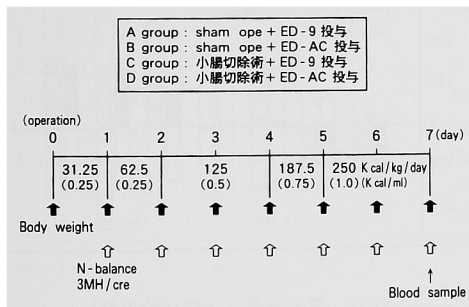 A group : sham ope + ED-9 投与
B group : sham ope + ED-AC 投与
C group : 小腸切除術 + ED-9 投与
D group : 小腸切除術 + ED-AC 投与
(operation)
0 1 2 3 4 5 6 7 (day)
31.25 62.5 125 187.5 250 Kcal/kg/day
(0.25) (0.25) (0.5) (0.75) (1.0) (Kcal/ml)
Body weight
N-balance
3MH/cre
Blood sample